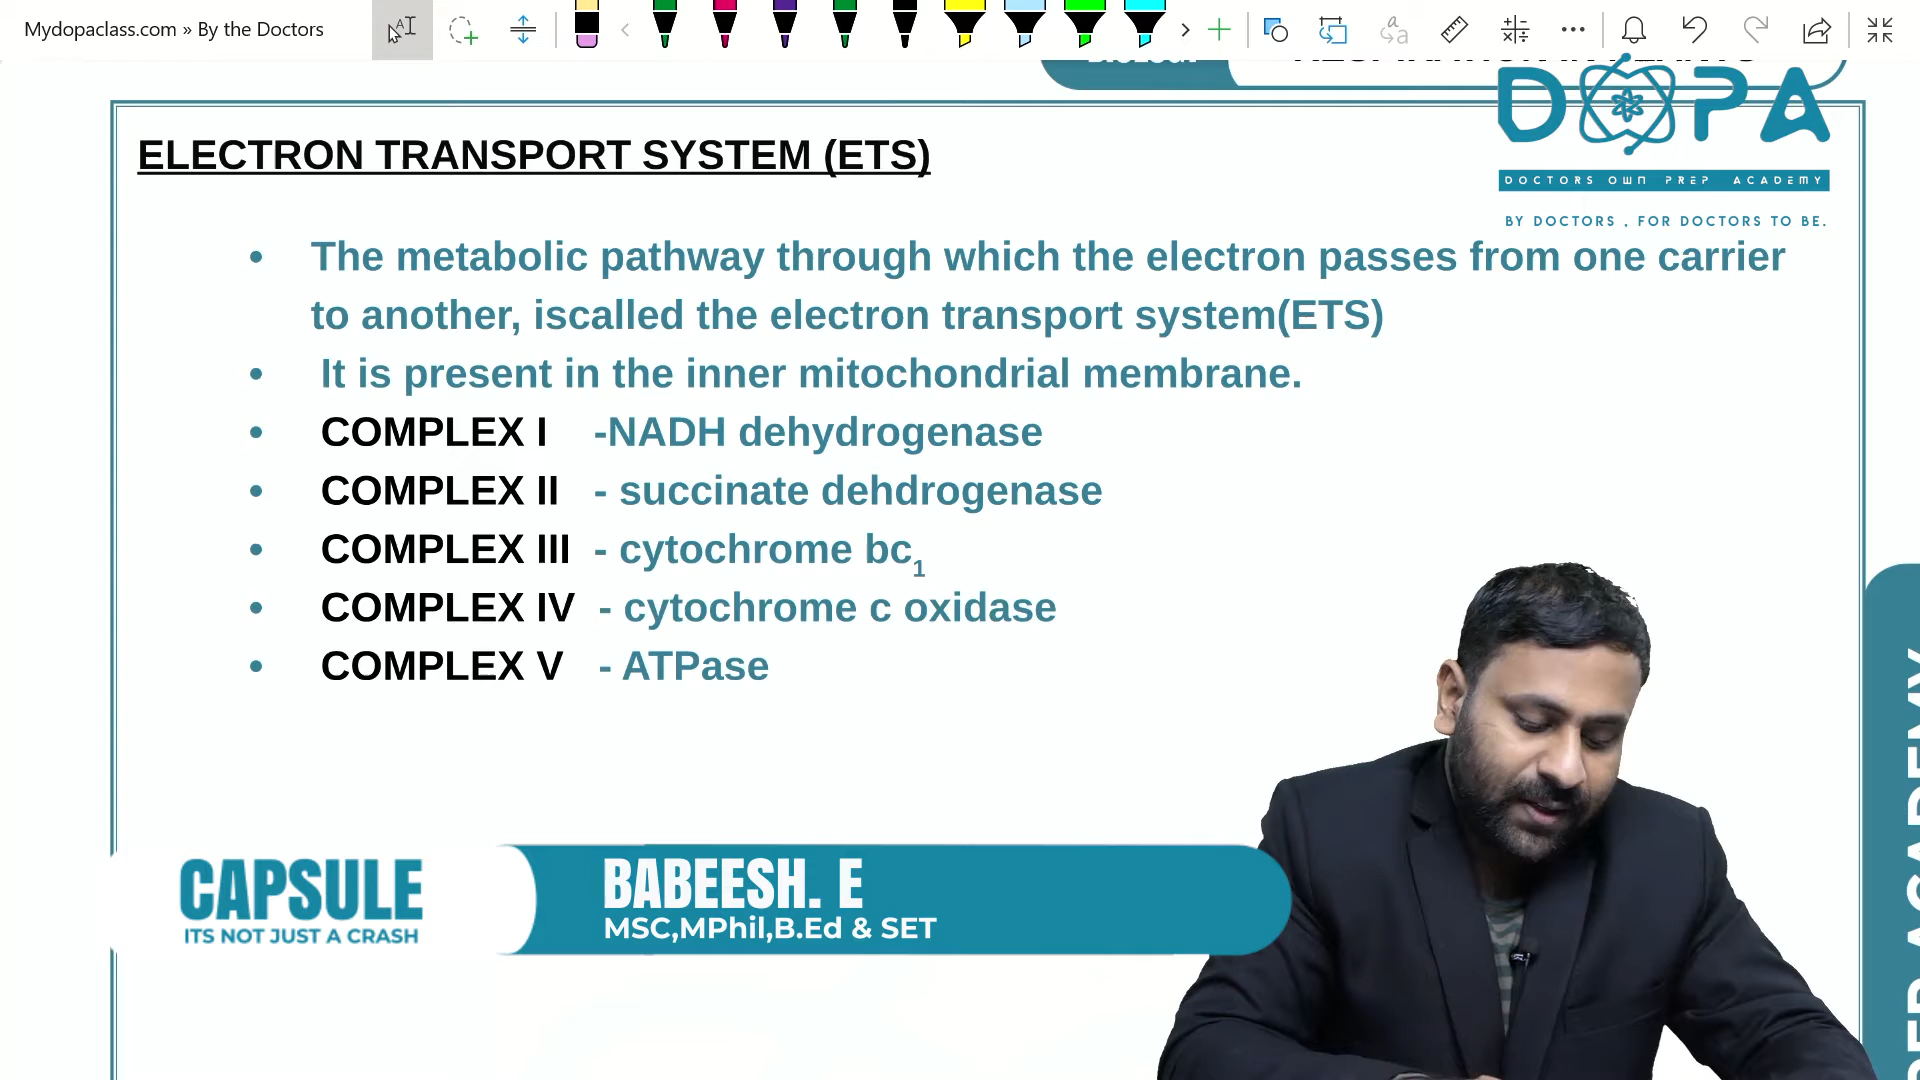 Mydopaclass.com » By the Doctors
DOPA
DOCTORS OWN PREP ACADEMY
BY DOCTORS , FOR DOCTORS TO BE.
ELECTRON TRANSPORT SYSTEM (ETS)
• The metabolic pathway through which the electron passes from one carrier
to another, iscalled the electron transport system(ETS)
• It is present in the inner mitochondrial membrane.
• COMPLEX I -NADH dehydrogenase
• COMPLEX II - succinate dehdrogenase
• COMPLEX III - cytochrome bc₁
• COMPLEX IV - cytochrome c oxidase
• COMPLEX V - ATPase
CAPSULE
ITS NOT JUST A CRASH
BABEESH. E
MSC,MPhil,B.Ed & SET
ACADEMY